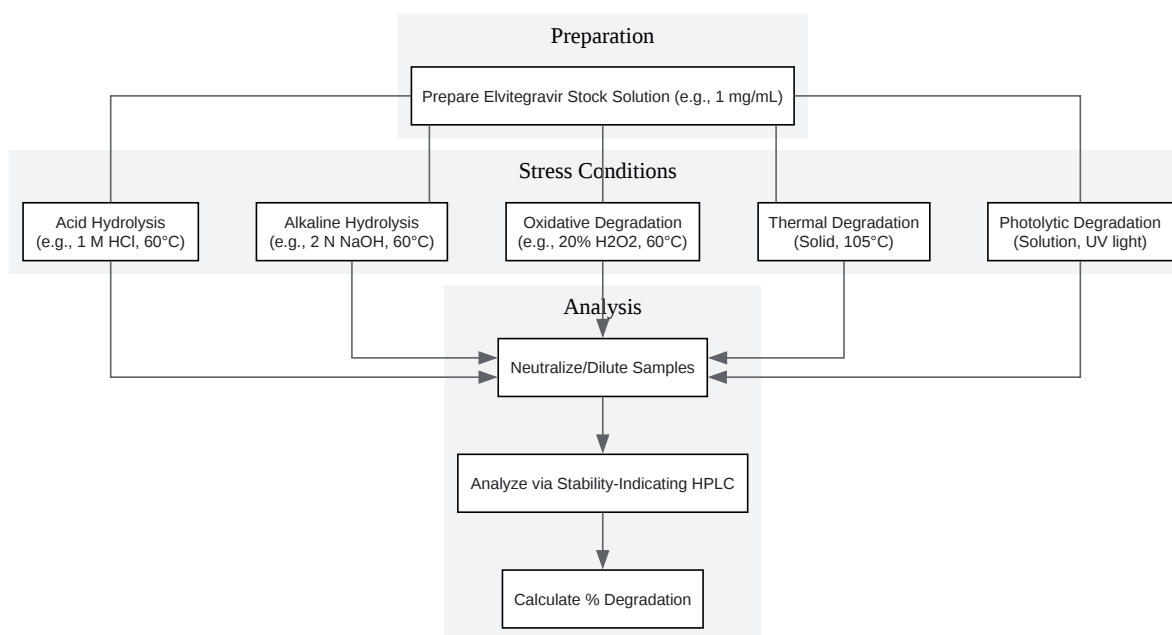 Preparation
Prepare Elvitegravir Stock Solution (e.g., 1 mg/mL)
Stress Conditions
Acid Hydrolysis
(e.g., 1 M HCl, 60°C)
Alkaline Hydrolysis
(e.g., 2 N NaOH, 60°C)
Oxidative Degradation
(e.g., 20% H2O2, 60°C)
Thermal Degradation
(Solid, 105°C)
Photolytic Degradation
(Solution, UV light)
Analysis
Neutralize/Dilute Samples
Analyze via Stability-Indicating HPLC
Calculate % Degradation